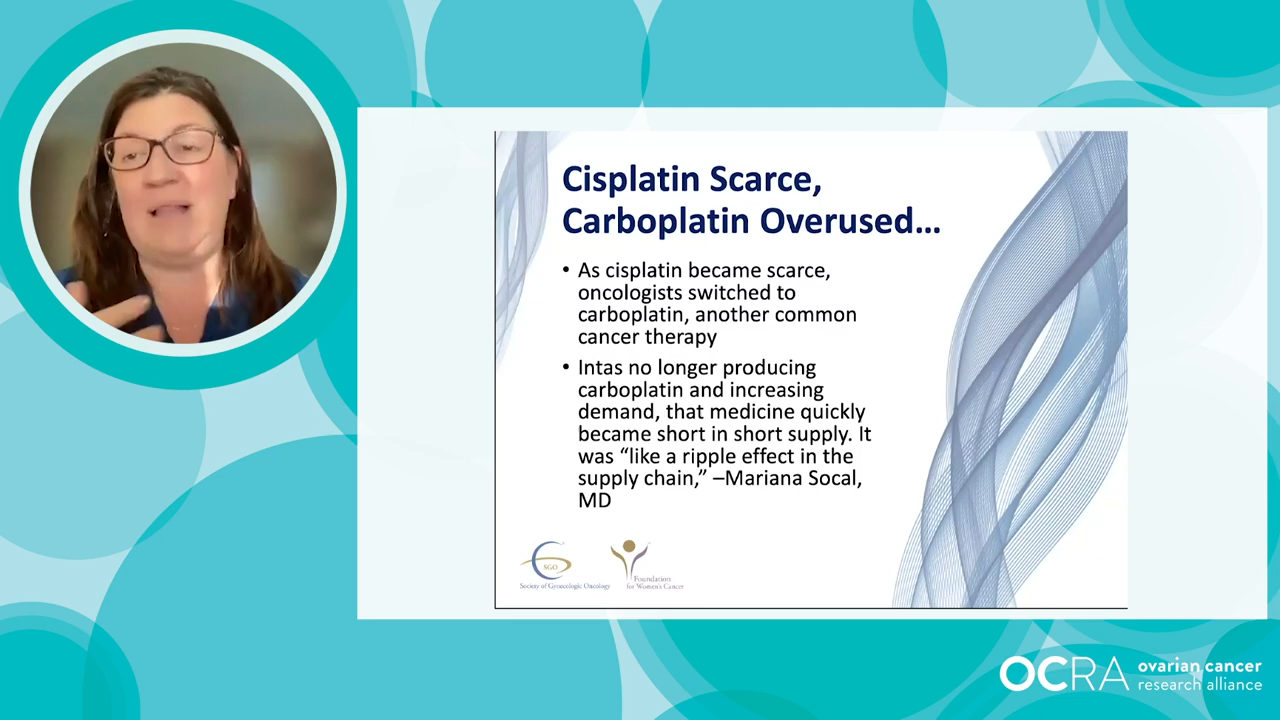 Cisplatin Scarce,
Carboplatin Overused...
• As cisplatin became scarce,
oncologists switched to
carboplatin, another common
cancer therapy
• Intas no longer producing
carboplatin and increasing
demand, that medicine quickly
became short in short supply. It
was “like a ripple effect in the
supply chain,” –Mariana Socal,
MD
SGO
Society of Gynecologic Oncology
Foundation
for Women's Cancer
OCRA
ovarian cancer
research alliance